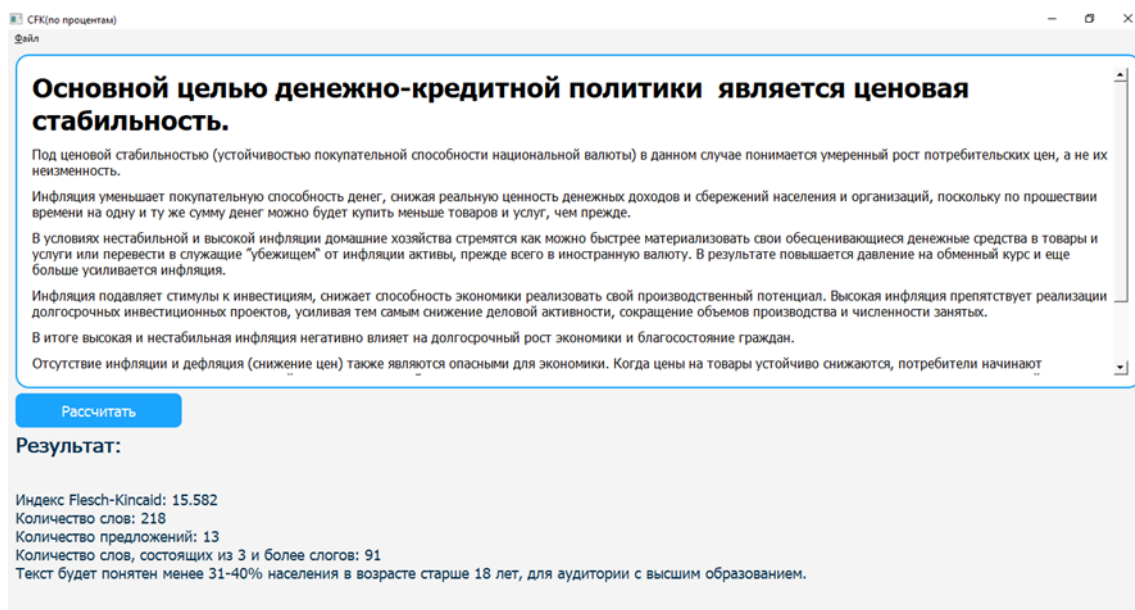 CFK(по процентам)
Файл
Основной целью денежно-кредитной политики  является ценовая
стабильность.
Под ценовой стабильностью (устойчивостью покупательной способности национальной валюты) в данном случае понимается умеренный рост потребительских цен, а не их
неизменность.
Инфляция уменьшает покупательную способность денег, снижая реальную ценность денежных доходов и сбережений населения и организаций, поскольку по прошествии
времени на одну и ту же сумму денег можно будет купить меньше товаров и услуг, чем прежде.
В условиях нестабильной и высокой инфляции домашние хозяйства стремятся как можно быстрее материализовать свои обесценивающиеся денежные средства в товары и
услуги или перевести в служащие "убежищем" от инфляции активы, прежде всего в иностранную валюту. В результате повышается давление на обменный курс и еще
больше усиливается инфляция.
Инфляция подавляет стимулы к инвестициям, снижает способность экономики реализовать свой производственный потенциал. Высокая инфляция препятствует реализации
долгосрочных инвестиционных проектов, усиливая тем самым снижение деловой активности, сокращение объемов производства и численности занятых.
В итоге высокая и нестабильная инфляция негативно влияет на долгосрочный рост экономики и благосостояние граждан.
Отсутствие инфляции и дефляция (снижение цен) также являются опасными для экономики. Когда цены на товары устойчиво снижаются, потребители начинают
Рассчитать
Результат:
Индекс Flesch-Kincaid: 15.582
Количество слов: 218
Количество предложений: 13
Количество слов, состоящих из 3 и более слогов: 91
Текст будет понятен менее 31-40% населения в возрасте старше 18 лет, для аудитории с высшим образованием.